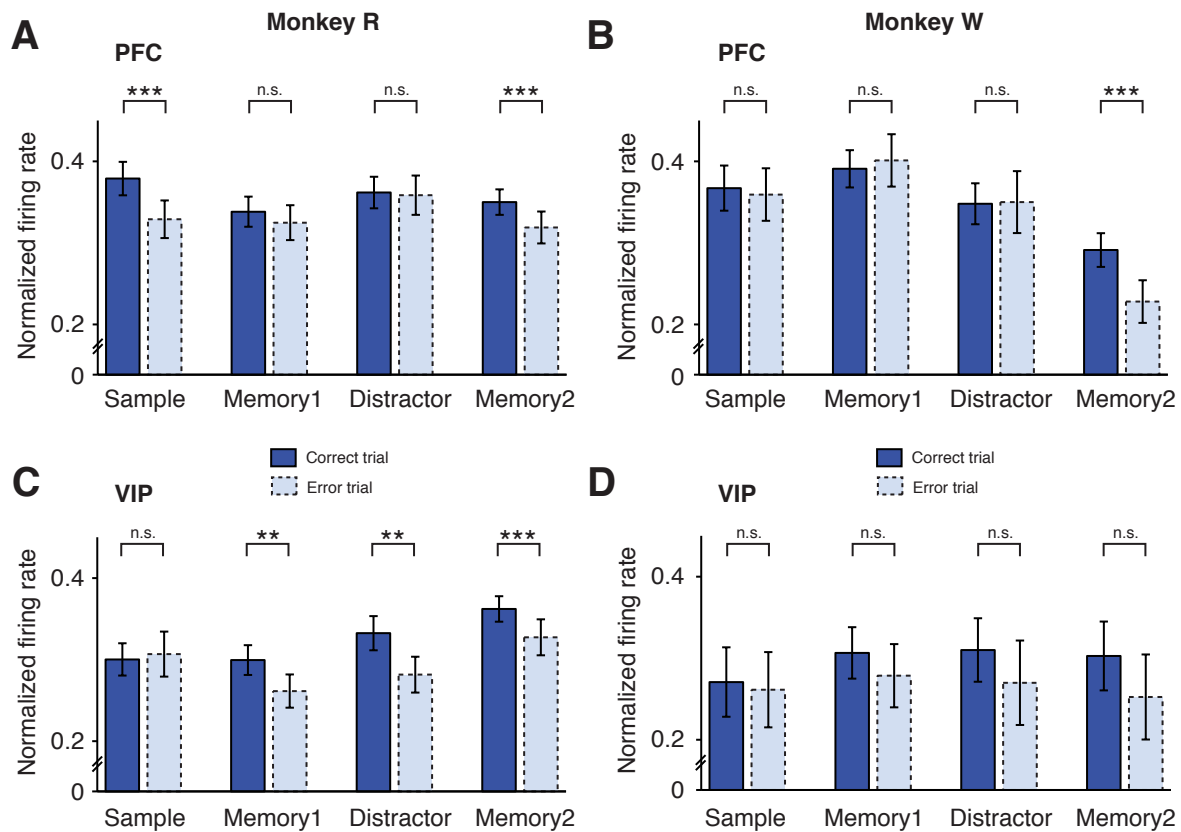 Monkey R
Monkey W
A
B
PFC
PFC
*** n.s. n.s. ***
n.s. n.s. n.s. ***
Normalized firing rate
0.4
0.2
0
Sample Memory1 Distractor Memory2
Normalized firing rate
0.4
0.2
0
Sample Memory1 Distractor Memory2
Correct trial
Error trial
Correct trial
Error trial
C
D
VIP
VIP
n.s. ** ** ***
n.s. n.s. n.s. n.s.
Normalized firing rate
0.4
0.2
0
Sample Memory1 Distractor Memory2
Normalized firing rate
0.4
0.2
0
Sample Memory1 Distractor Memory2